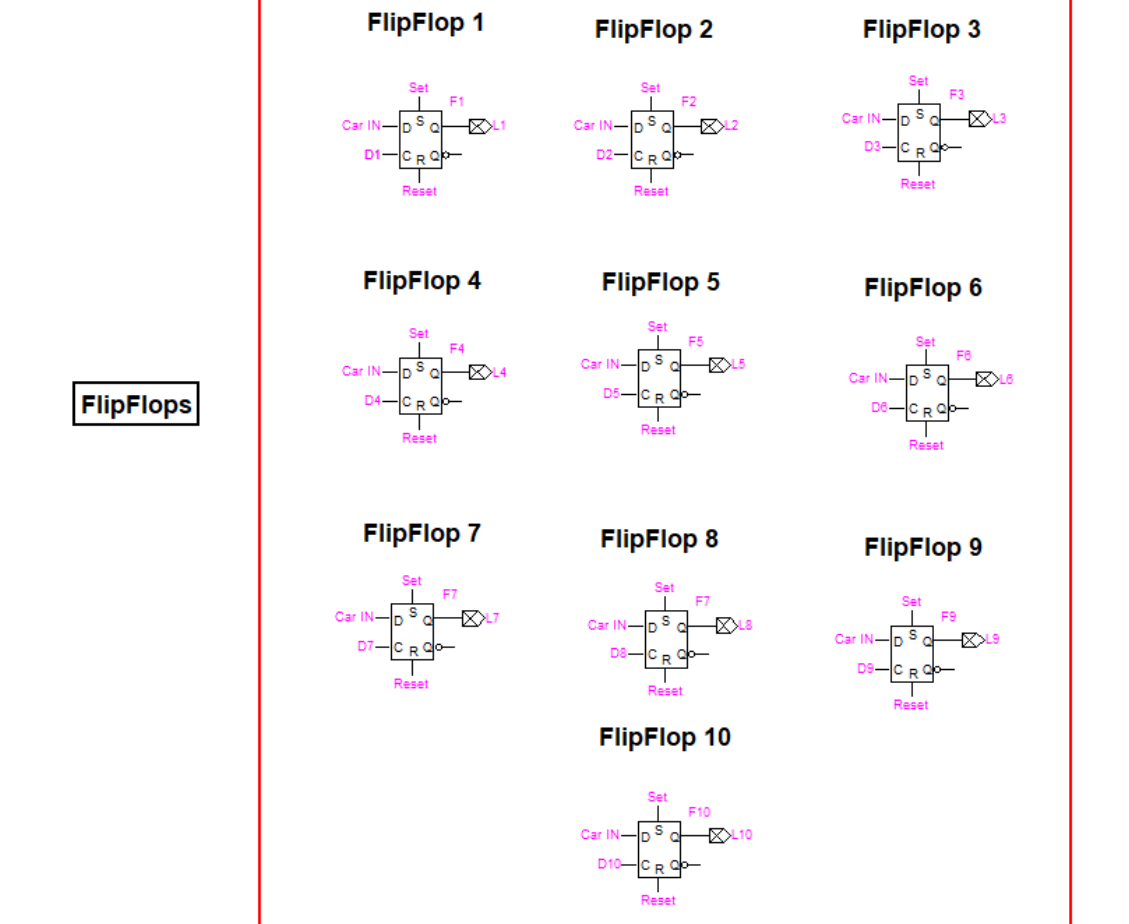 FlipFlops
FlipFlop 1
Set
F1
Car IN
D S Q
L1
D1
C R Q
Reset
FlipFlop 2
Set
F2
Car IN
D S Q
L2
D2
C R Q
Reset
FlipFlop 3
Set
F3
Car IN
D S Q
L3
D3
C R Q
Reset
FlipFlop 4
Set
F4
Car IN
D S Q
L4
D4
C R Q
Reset
FlipFlop 5
Set
F5
Car IN
D S Q
L5
D5
C R Q
Reset
FlipFlop 6
Set
F6
Car IN
D S Q
L6
D6
C R Q
Reset
FlipFlop 7
Set
F7
Car IN
D S Q
L7
D7
C R Q
Reset
FlipFlop 8
Set
F7
Car IN
D S Q
L8
D8
C R Q
Reset
FlipFlop 9
Set
F9
Car IN
D S Q
L9
D9
C R Q
Reset
FlipFlop 10
Set
F10
Car IN
D S Q
L10
D10
C R Q
Reset